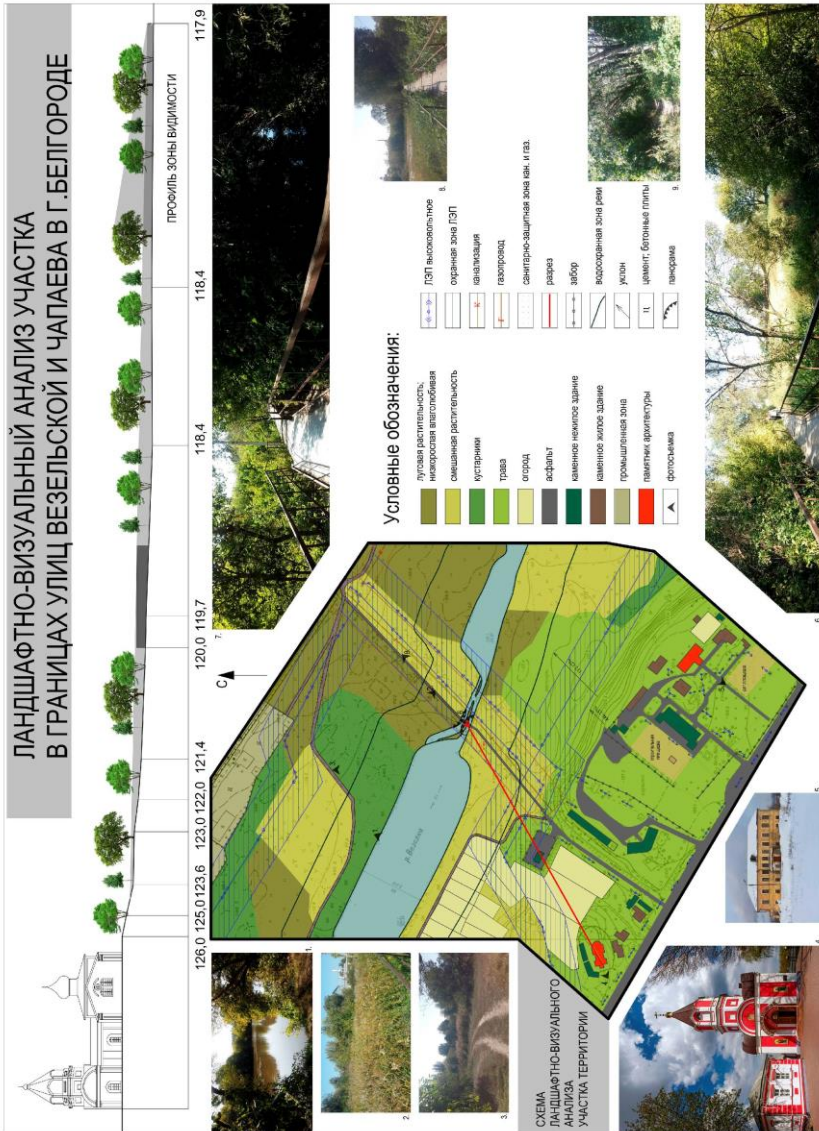 ЛАНДШАФТНО-ВИЗУАЛЬНЫЙ АНАЛИЗ УЧАСТКА
В ГРАНИЦАХ УЛИЦ ВЕЗЕЛЬСКОЙ И ЧАПАЕВА В Г.БЕЛГОРОДЕ
ПРОФИЛЬ ЗОНЫ ВИДИМОСТИ
126,0 125,0 123,6 123,0 122,0 121,4 120,0 119,7 118,4 118,4 117,9
С
1.
2.
3.
СХЕМА
ЛАНДШАФТНО-ВИЗУАЛЬНОГО
АНАЛИЗА
УЧАСТКА ТЕРРИТОРИИ
4.
5.
6.
7.
8.
9.
Условные обозначения:
луговая растительность;
низкорослая влаголюбивая
смешанная растительность
кустарники
трава
огород
асфальт
каменное нежилое здание
каменное жилое здание
промышленная зона
памятник архитектуры
фотосъемка
ЛЭП высоковольтное
охранная зона ЛЭП
К
канализация
Г
газопровод
санитарно-защитная зона кан. и газ.
разрез
забор
водоохранная зона реки
уклон
Ц
цемент; бетонные плиты
панорама